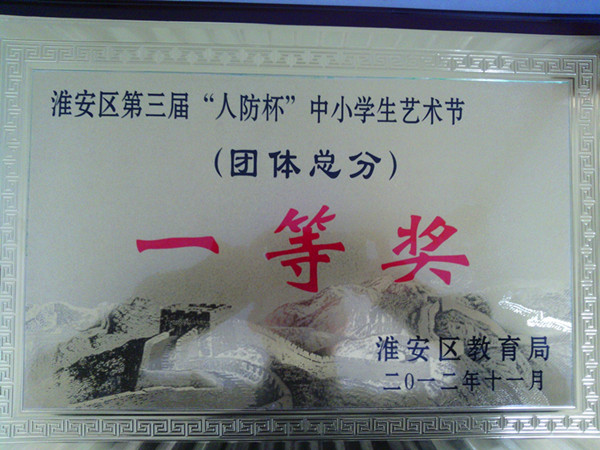 淮安区第三届“人防杯”中小学生艺术节
（团体总分）
一等奖
淮安区教育局
二〇一二年十一月